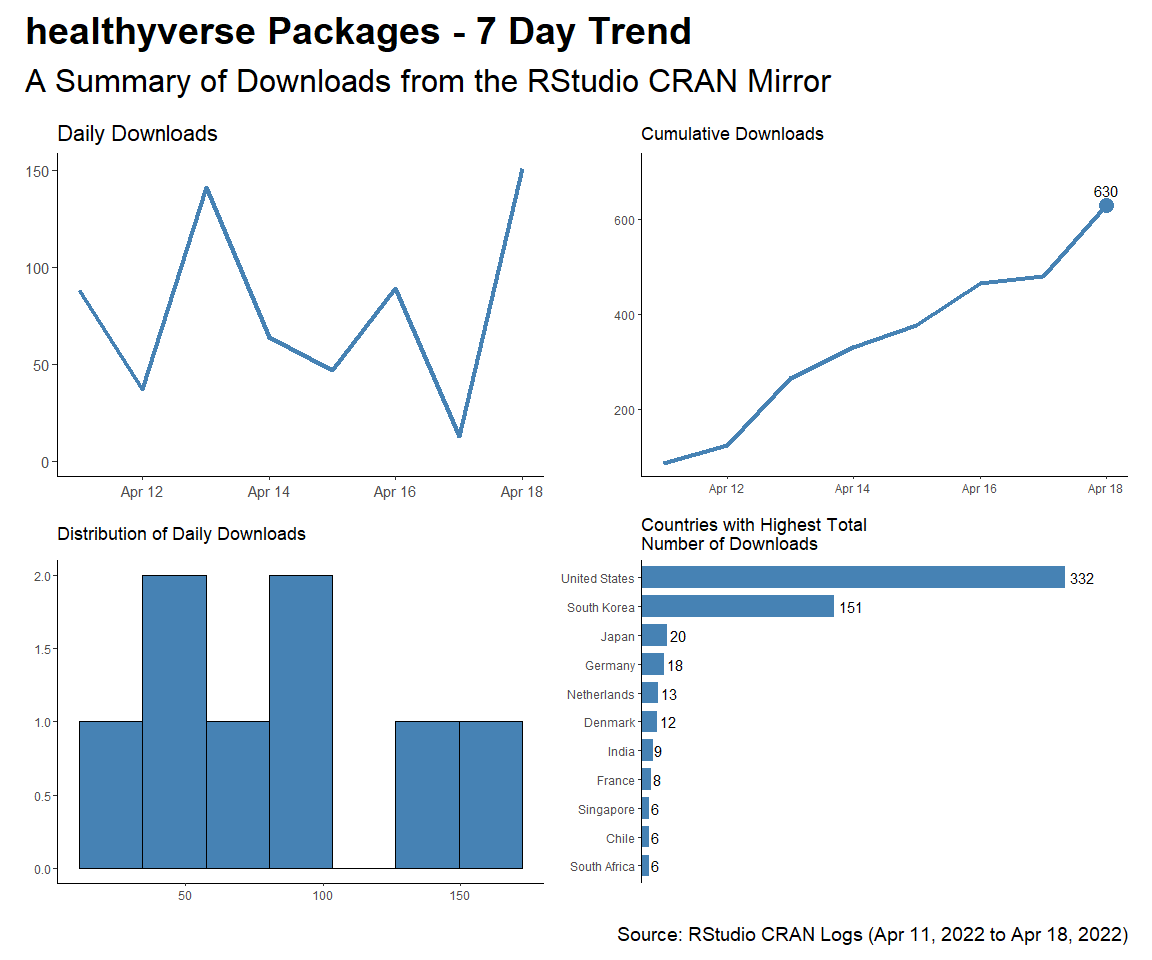 healthyverse Packages - 7 Day Trend
A Summary of Downloads from the RStudio CRAN Mirror
Daily Downloads
150
100
50
0
Apr 12 Apr 14 Apr 16 Apr 18
Cumulative Downloads
630
600
400
200
Apr 12 Apr 14 Apr 16 Apr 18
Distribution of Daily Downloads
2.0
1.5
1.0
0.5
0.0
50 100 150
Countries with Highest Total
Number of Downloads
United States 332
South Korea 151
Japan 20
Germany 18
Netherlands 13
Denmark 12
India 9
France 8
Singapore 6
Chile 6
South Africa 6
Source: RStudio CRAN Logs (Apr 11, 2022 to Apr 18, 2022)